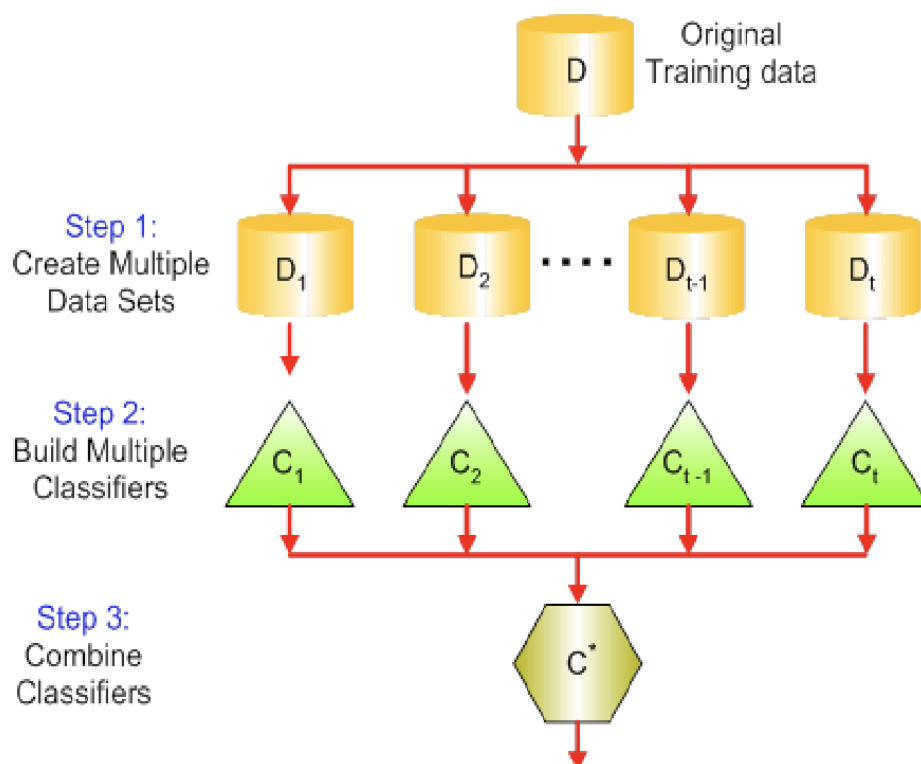 Original
Training data
D
Step 1:
Create Multiple
Data Sets
D₁
D₂
....
Dₜ₋₁
Dₜ
Step 2:
Build Multiple
Classifiers
C₁
C₂
Cₜ₋₁
Cₜ
Step 3:
Combine
Classifiers
C*